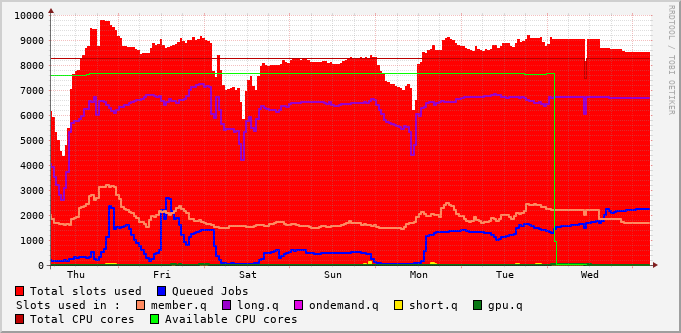 10000
9000
8000
7000
6000
5000
4000
3000
2000
1000
0
Thu Fri Sat Sun Mon Tue Wed
RRDTOOL / TOBI OETIKER
Total slots used Queued Jobs
Slots used in : member.q long.q ondemand.q short.q gpu.q
Total CPU cores Available CPU cores